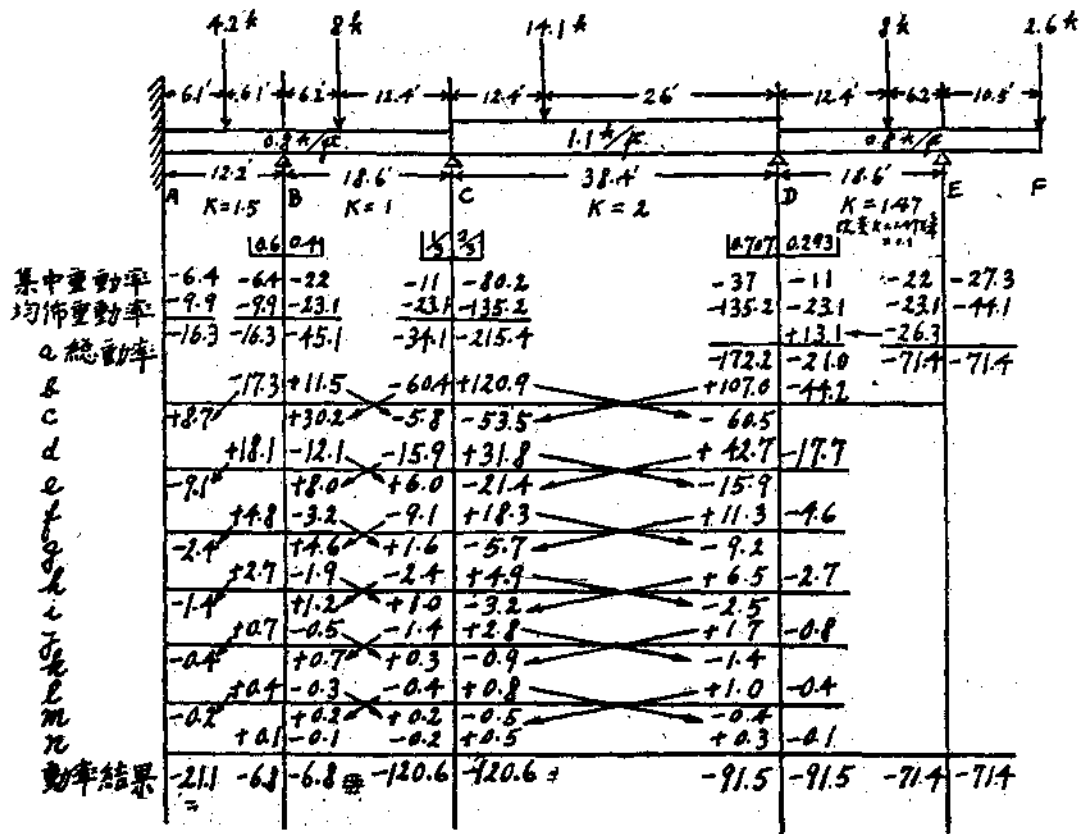 4.2k 8k 14.1k 8k 2.6k
6.1' 6.1' 6.2' 12.4' 12.4' 26' 12.4' 6.2 10.5'
0.8k/ft 1.1k/ft 0.8k/ft
12.2' 18.6' 38.4' 18.6'
A B C D E F
K=1.5 K=1 K=2 K=1.47
0.6 0.4 1/3 2/3 0.707 0.293
集中重動率 -6.4 -6.4 -22 -11 -80.2 -37 -11 -22 -27.3
均佈重動率 -9.9 -9.9 -23.1 -23.1 -135.2 -135.2 -23.1 -23.1 -44.1
+13.1 -26.3
a 總動率 -16.3 -16.3 -45.1 -34.1 -215.4 -172.2 -21.0 -71.4 -71.4
b -17.3 +11.5 -60.4 +120.9 +107.0 -44.2
c +8.7 +30.2 -5.8 -53.5 -60.5
d +18.1 -12.1 -15.9 +31.8 +42.7 -17.7
e -9.1 +8.0 +6.0 -21.4 -15.9
f +4.8 -3.2 -9.1 +18.3 +11.3 -4.6
g -2.4 +4.6 +1.6 -5.7 -9.2
h +2.7 -1.9 -2.4 +4.9 +6.5 -2.7
i -1.4 +1.2 +1.0 -3.2 -2.5
j +0.7 -0.5 -1.4 +2.8 +1.7 -0.8
k -0.4 +0.7 +0.3 -0.9 -1.4
l +0.4 -0.3 -0.4 +0.8 +1.0 -0.4
m -0.2 +0.2 +0.2 -0.5 -0.4
n +0.1 -0.1 -0.2 +0.5 +0.3 -0.1
動率結果 -21.1 -6.8 -6.8 -120.6 -120.6 -91.5 -91.5 -71.4 -71.4